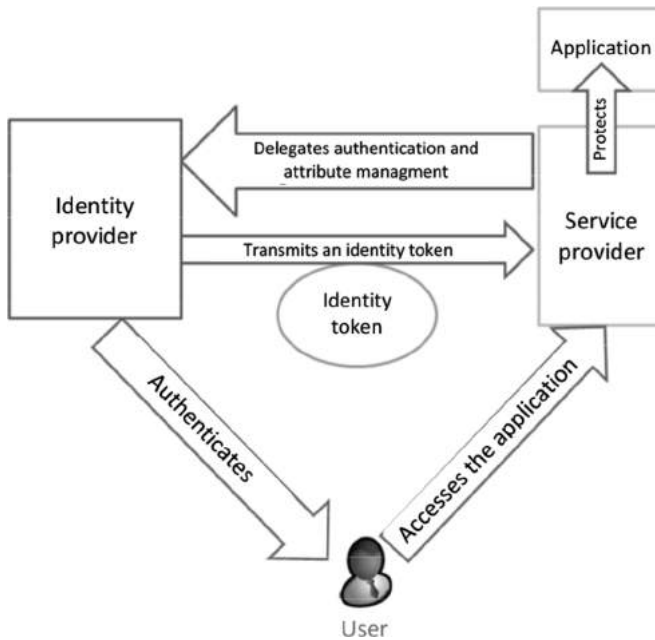 Application
Protects
Delegates authentication and
attribute managment
Identity
provider
Service
provider
Transmits an identity token
Identity
token
Authenticates
Accesses the application
User